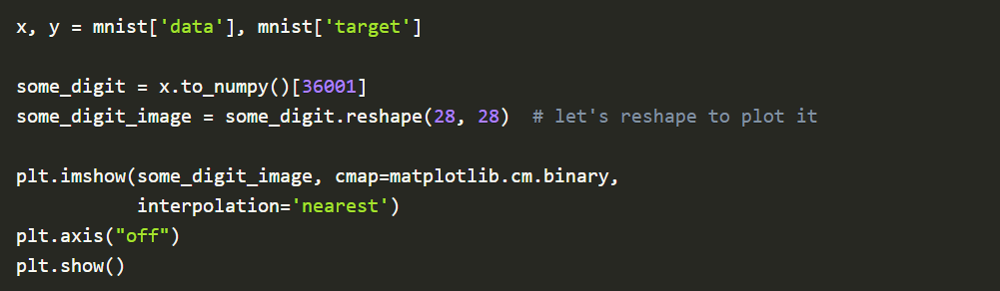 x, y = mnist['data'], mnist['target']

some_digit = x.to_numpy()[36001]
some_digit_image = some_digit.reshape(28, 28)  # let's reshape to plot it

plt.imshow(some_digit_image, cmap=matplotlib.cm.binary,
           interpolation='nearest')
plt.axis("off")
plt.show()